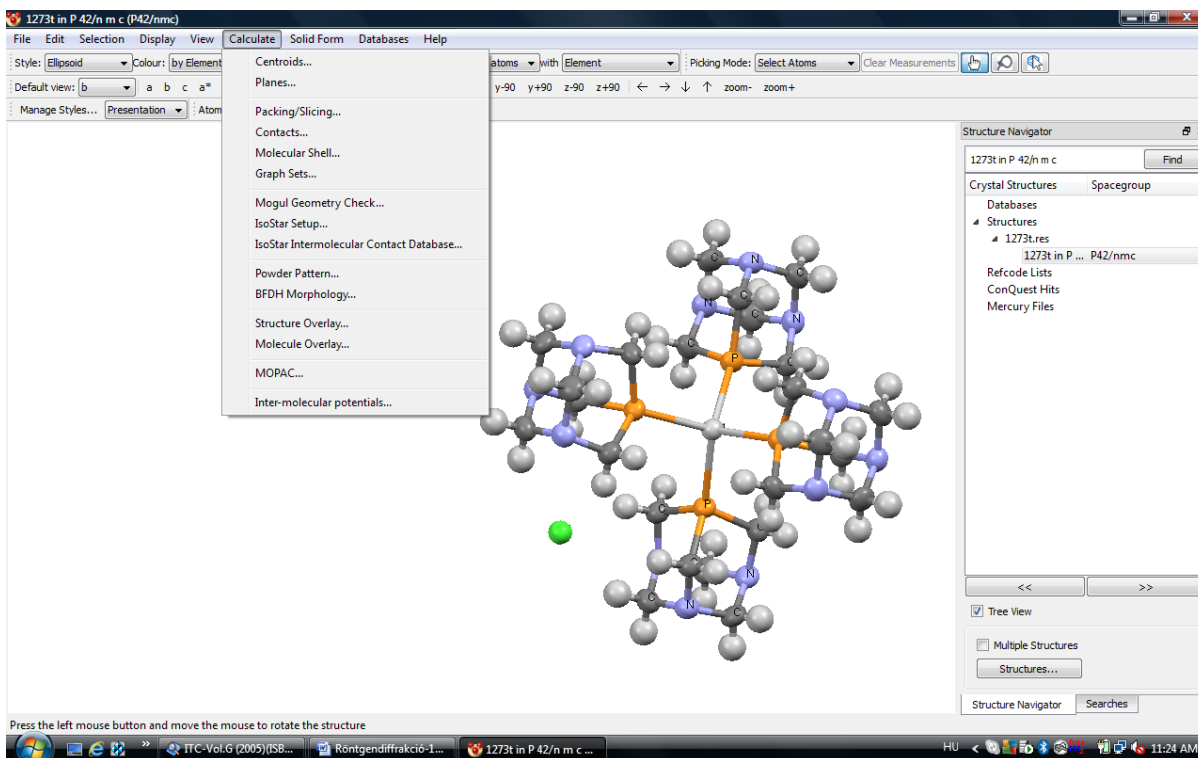 1273t in P 42/n m c (P42/nmc)
File Edit Selection Display View Calculate Solid Form Databases Help
Style: Ellipsoid Colour: by Element atoms with Element Picking Mode: Select Atoms Clear Measurements
Default view: b a b c a* y-90 y+90 z-90 z+90 ← → ↓ ↑ zoom- zoom+
Manage Styles... Presentation Atom
Centroids...
Planes...
Packing/Slicing...
Contacts...
Molecular Shell...
Graph Sets...
Mogul Geometry Check...
IsoStar Setup...
IsoStar Intermolecular Contact Database...
Powder Pattern...
BFDH Morphology...
Structure Overlay...
Molecule Overlay...
MOPAC...
Inter-molecular potentials...
C N C
N C C N
C P C
P
C C
C N
C N C
Structure Navigator
1273t in P 42/n m c Find
Crystal Structures Spacegroup
Databases
Structures
1273t.res
1273t in P ... P42/nmc
Refcode Lists
ConQuest Hits
Mercury Files
<< >>
Tree View
Multiple Structures
Structures...
Structure Navigator Searches
Press the left mouse button and move the mouse to rotate the structure
» ITC-Vol.G (2005)(ISB... Röntgendiffrakció-1... 1273t in P 42/n m c ... HU < 11:24 AM